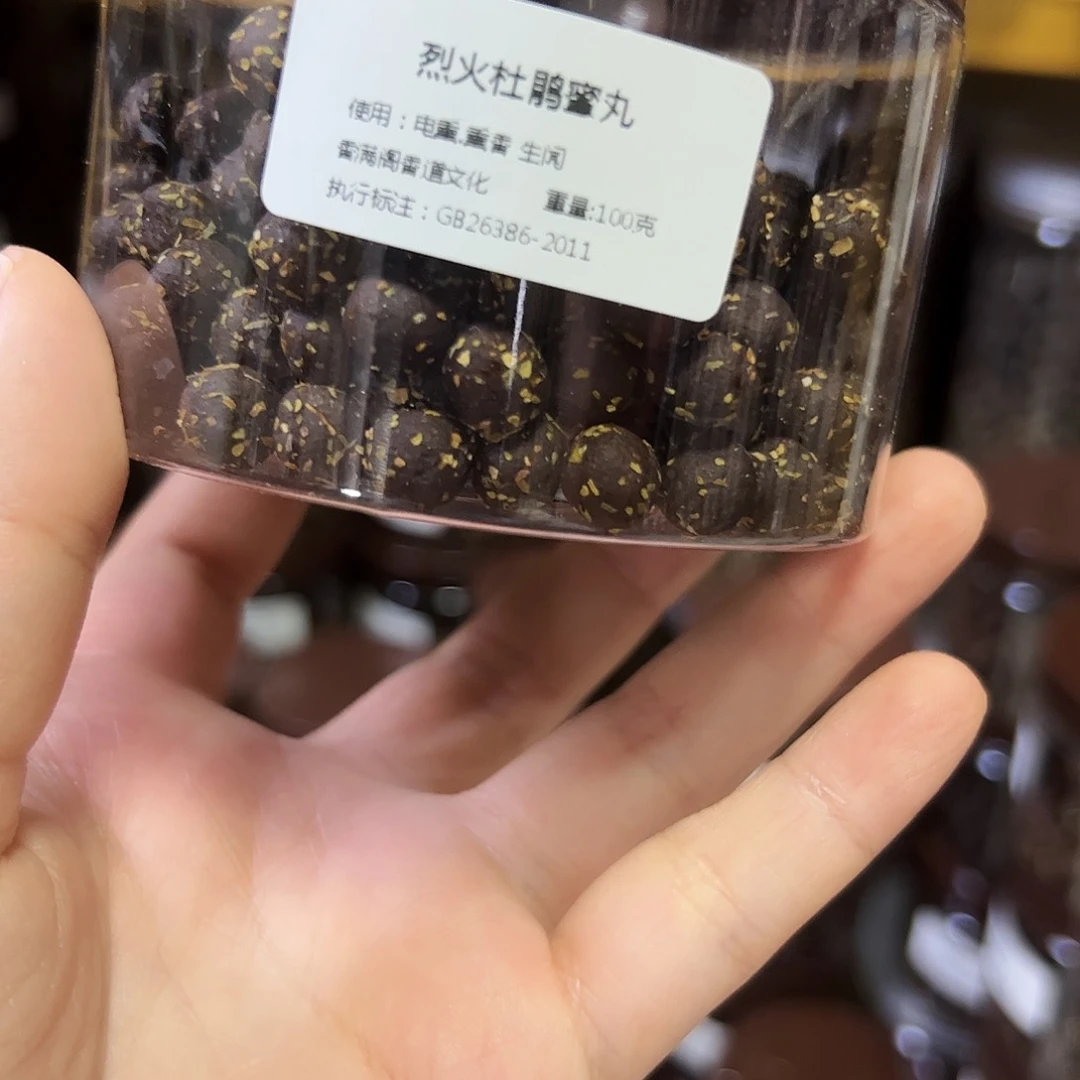 烈火杜鹃蜜丸
使用：电熏.熏香 生闻
香满阁香道文化 重量:100克
执行标注：GB26386-2011